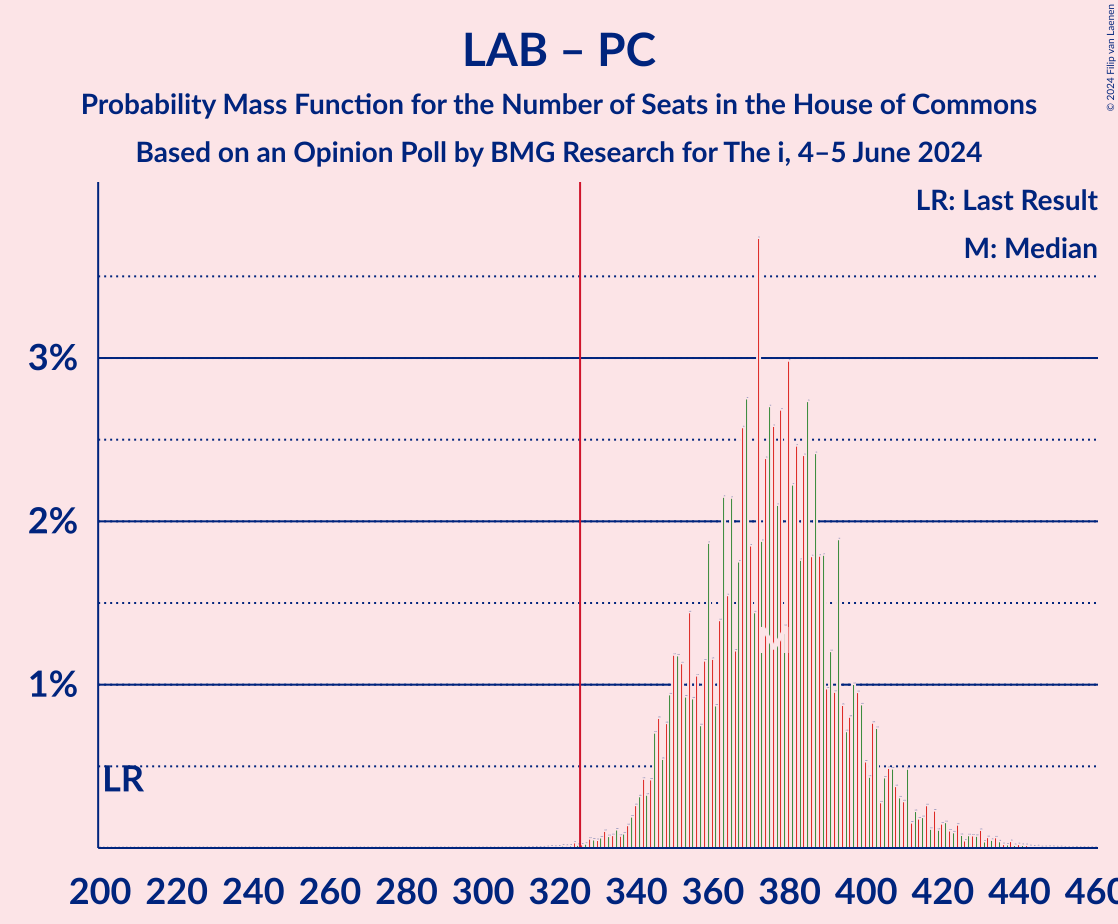 LAB – PC
Probability Mass Function for the Number of Seats in the House of Commons
Based on an Opinion Poll by BMG Research for The i, 4–5 June 2024
© 2024 Filip van Laenen
LR: Last Result
M: Median
3%
2%
1%
LR
M
200 220 240 260 280 300 320 340 360 380 400 420 440 460